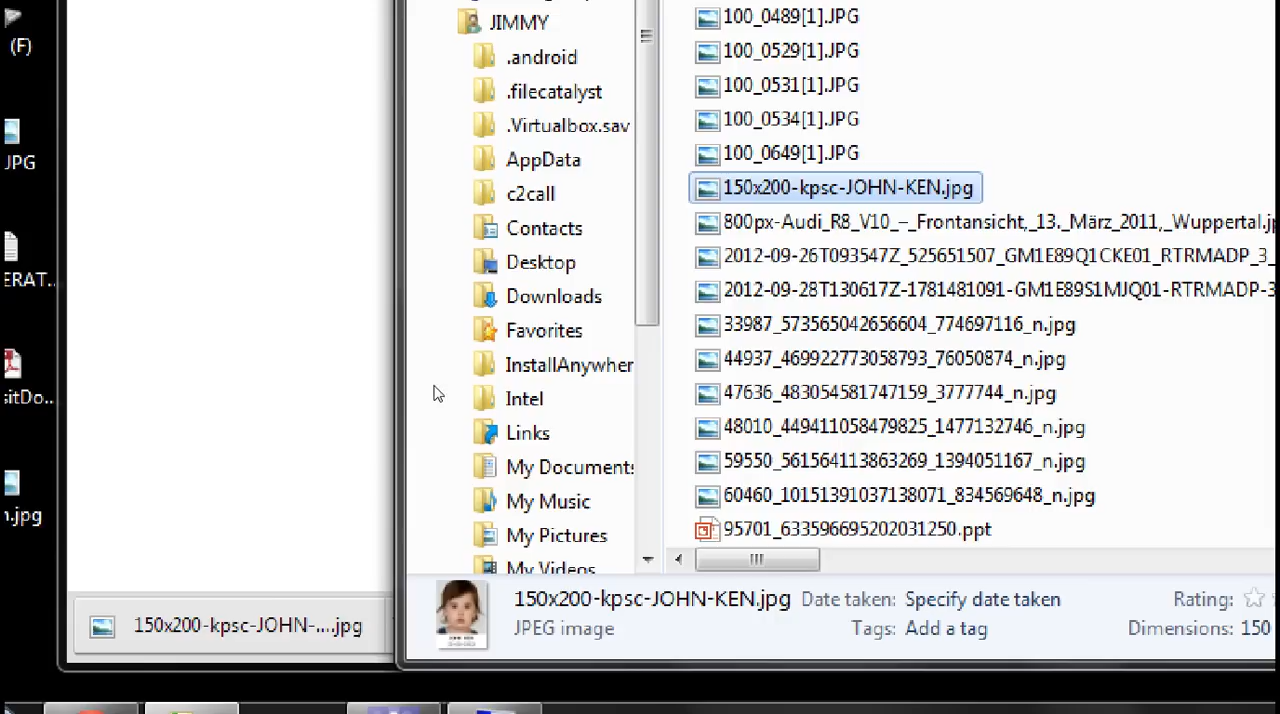 (F)
JPG
ERAT...
sitDo...
n.jpg
JIMMY
.android
.filecatalyst
.Virtualbox.sav
AppData
c2call
Contacts
Desktop
Downloads
Favorites
InstallAnywher
Intel
Links
My Documents
My Music
My Pictures
My Videos
100_0489[1].JPG
100_0529[1].JPG
100_0531[1].JPG
100_0534[1].JPG
100_0649[1].JPG
150x200-kpsc-JOHN-KEN.jpg
800px-Audi_R8_V10_–_Frontansicht,_13._März_2011,_Wuppertal.jp
2012-09-26T093547Z_525651507_GM1E89Q1CKE01_RTRMADP_3_
2012-09-28T130617Z-1781481091-GM1E89S1MJQ01-RTRMADP-3
33987_573565042656604_774697116_n.jpg
44937_469922773058793_76050874_n.jpg
47636_483054581747159_3777744_n.jpg
48010_449411058479825_1477132746_n.jpg
59550_561564113863269_1394051167_n.jpg
60460_10151391037138071_834569648_n.jpg
95701_633596695202031250.ppt
150x200-kpsc-JOHN-KEN.jpg Date taken: Specify date taken Rating:
JPEG image Tags: Add a tag Dimensions: 150
150x200-kpsc-JOHN-....jpg